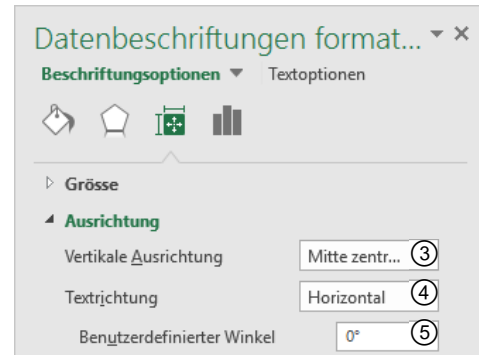 Datenbeschriftungen format...
Beschriftungsoptionen Textoptionen
Grösse
Ausrichtung
Vertikale Ausrichtung Mitte zentr... ③
Textrichtung Horizontal ④
Benutzerdefinierter Winkel 0° ⑤